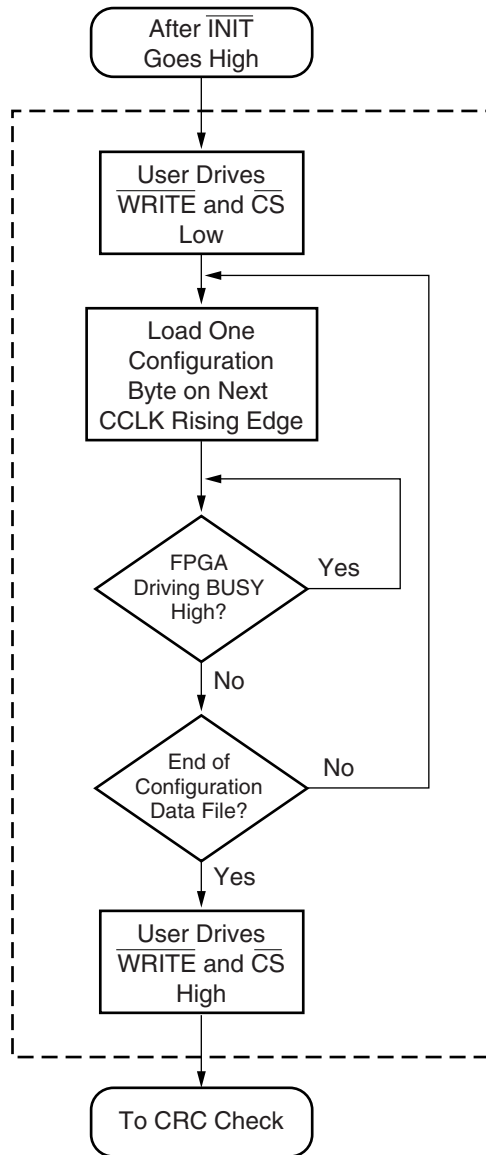 After INIT
Goes High
User Drives
WRITE and CS
Low
Load One
Configuration
Byte on Next
CCLK Rising Edge
FPGA
Driving BUSY
High?
Yes
No
End of
Configuration
Data File?
No
Yes
User Drives
WRITE and CS
High
To CRC Check